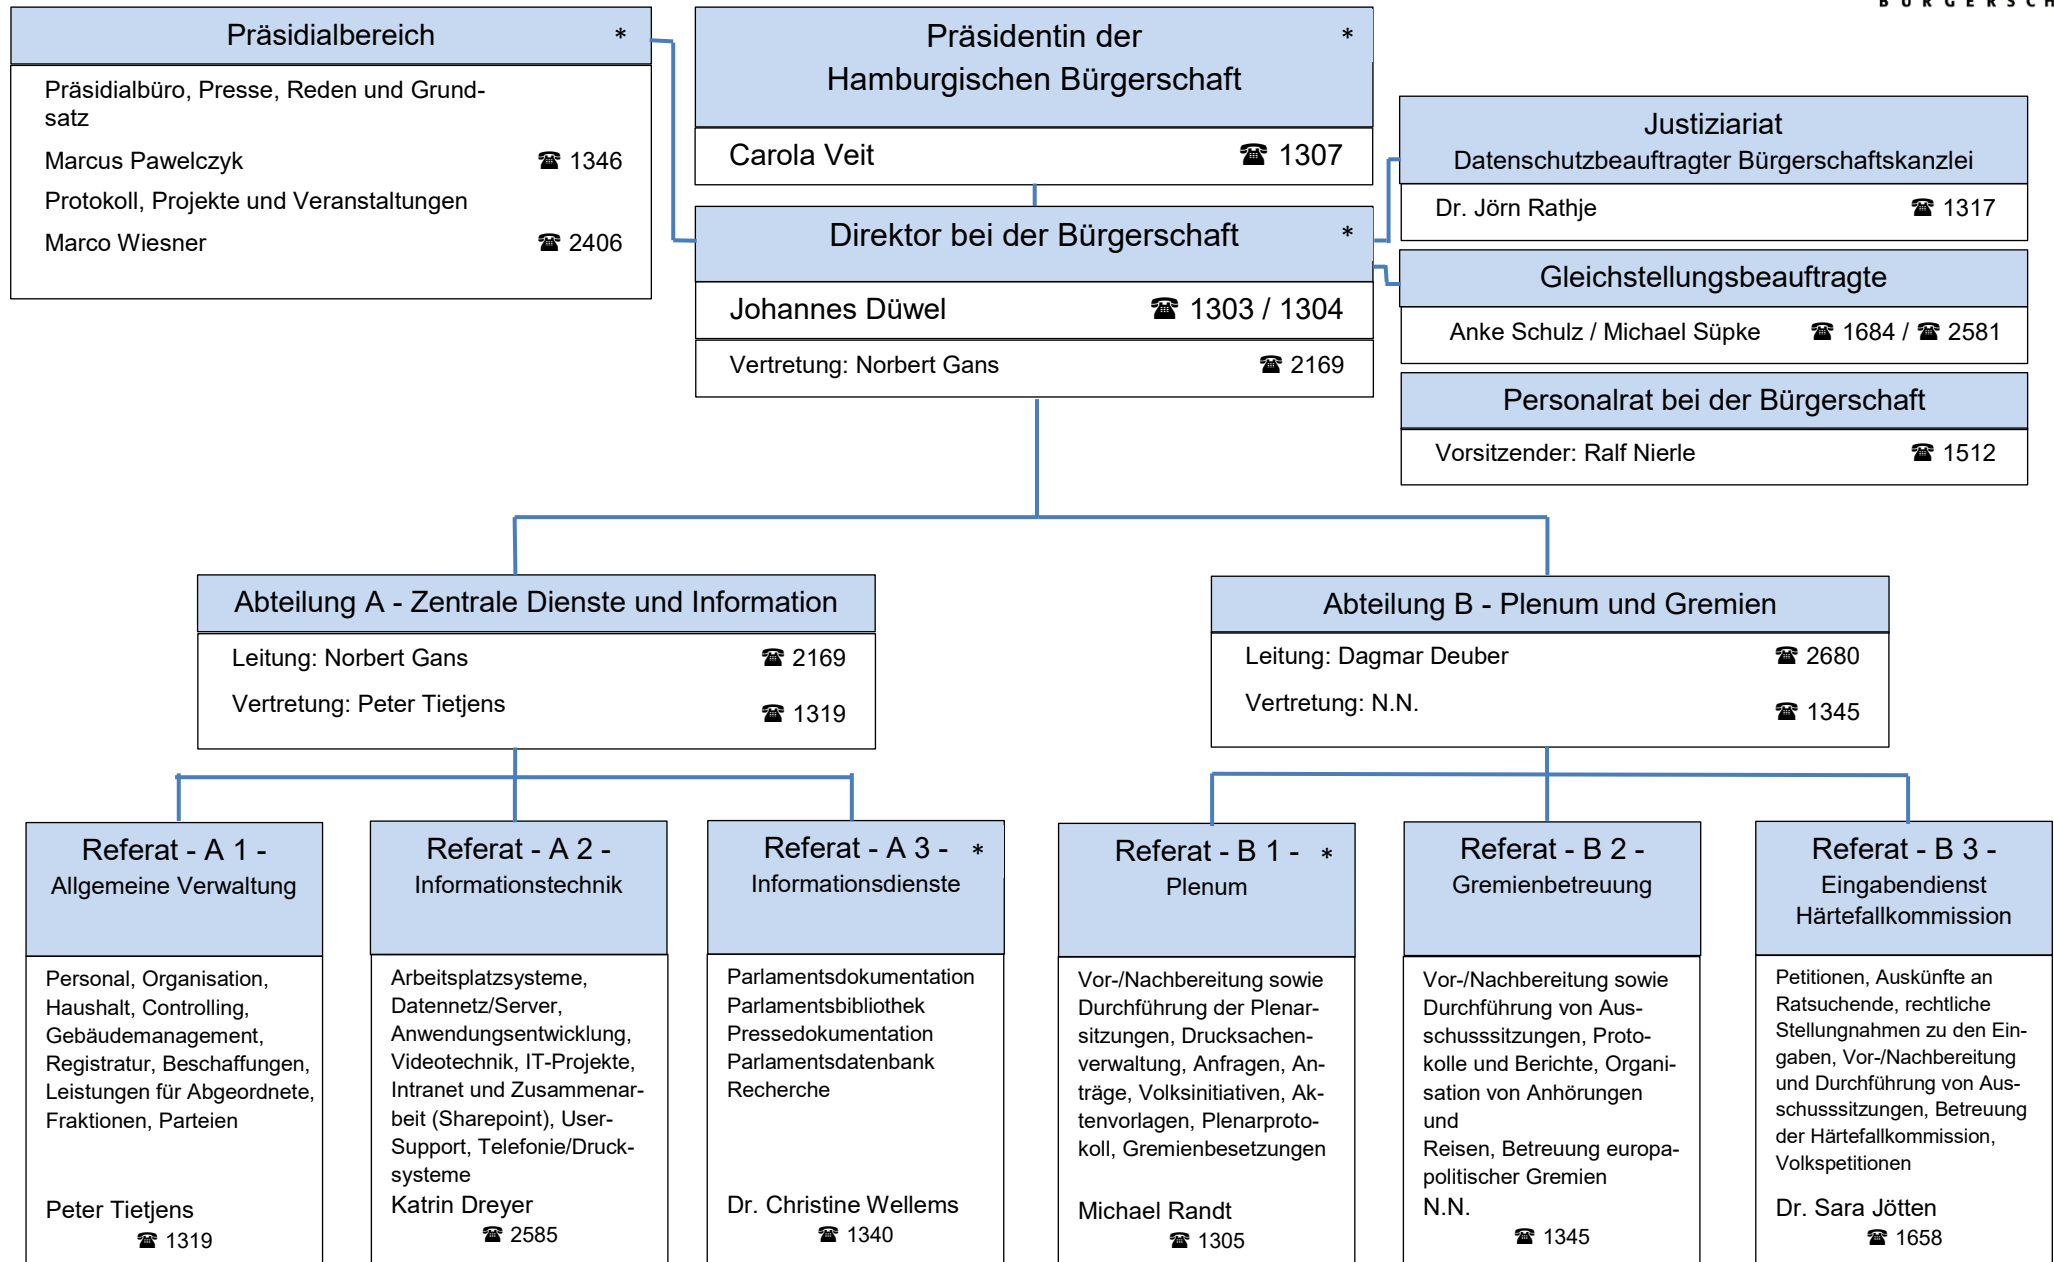 BÜRGERSCH
Präsidialbereich *
Präsidialbüro, Presse, Reden und Grund-
satz
Marcus Pawelczyk ☎ 1346
Protokoll, Projekte und Veranstaltungen
Marco Wiesner ☎ 2406
Präsidentin der *
Hamburgischen Bürgerschaft
Carola Veit ☎ 1307
Direktor bei der Bürgerschaft *
Johannes Düwel ☎ 1303 / 1304
Vertretung: Norbert Gans ☎ 2169
Justiziariat
Datenschutzbeauftragter Bürgerschaftskanzlei
Dr. Jörn Rathje ☎ 1317
Gleichstellungsbeauftragte
Anke Schulz / Michael Süpke ☎ 1684 / ☎ 2581
Personalrat bei der Bürgerschaft
Vorsitzender: Ralf Nierle ☎ 1512
Abteilung A - Zentrale Dienste und Information
Leitung: Norbert Gans ☎ 2169
Vertretung: Peter Tietjens ☎ 1319
Abteilung B - Plenum und Gremien
Leitung: Dagmar Deuber ☎ 2680
Vertretung: N.N. ☎ 1345
Referat - A 1 -
Allgemeine Verwaltung
Personal, Organisation,
Haushalt, Controlling,
Gebäudemanagement,
Registratur, Beschaffungen,
Leistungen für Abgeordnete,
Fraktionen, Parteien
Peter Tietjens
☎ 1319
Referat - A 2 -
Informationstechnik
Arbeitsplatzsysteme,
Datennetz/Server,
Anwendungsentwicklung,
Videotechnik, IT-Projekte,
Intranet und Zusammenar-
beit (Sharepoint), User-
Support, Telefonie/Druck-
systeme
Katrin Dreyer
☎ 2585
Referat - A 3 - *
Informationsdienste
Parlamentsdokumentation
Parlamentsbibliothek
Pressedokumentation
Parlamentsdatenbank
Recherche
Dr. Christine Wellems
☎ 1340
Referat - B 1 - *
Plenum
Vor-/Nachbereitung sowie
Durchführung der Plenar-
sitzungen, Drucksachen-
verwaltung, Anfragen, An-
träge, Volksinitiativen, Ak-
tenvorlagen, Plenarproto-
koll, Gremienbesetzungen
Michael Randt
☎ 1305
Referat - B 2 -
Gremienbetreuung
Vor-/Nachbereitung sowie
Durchführung von Aus-
schusssitzungen, Proto-
kolle und Berichte, Organi-
sation von Anhörungen
und
Reisen, Betreuung europa-
politischer Gremien
N.N.
☎ 1345
Referat - B 3 -
Eingabendienst
Härtefallkommission
Petitionen, Auskünfte an
Ratsuchende, rechtliche
Stellungnahmen zu den Ein-
gaben, Vor-/Nachbereitung
und Durchführung von Aus-
schusssitzungen, Betreuung
der Härtefallkommission,
Volkspetitionen
Dr. Sara Jötten
☎ 1658